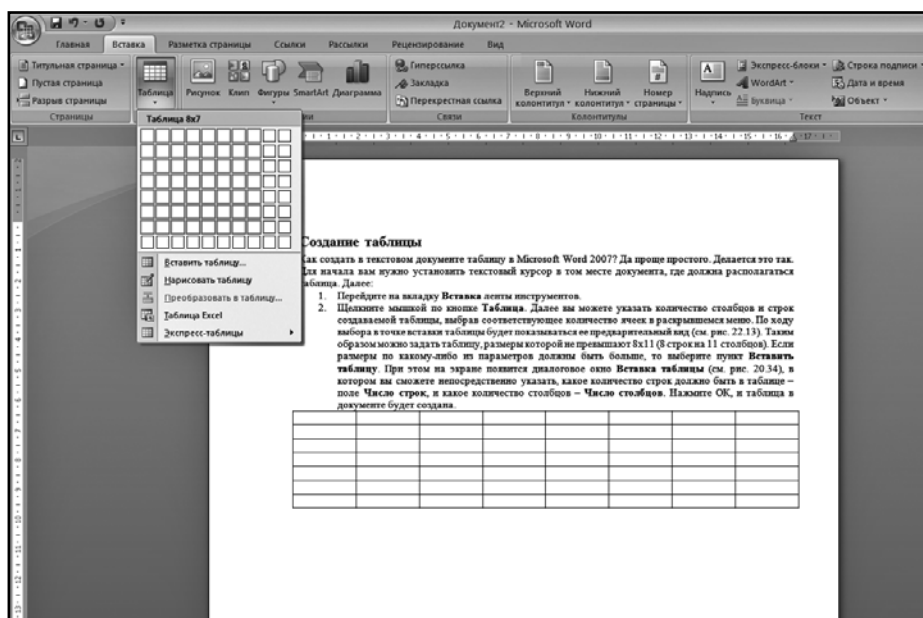 Документ2 - Microsoft Word
Главная Вставка Разметка страницы Ссылки Рассылки Рецензирование Вид
Титульная страница
Пустая страница
Разрыв страницы
Страницы
Таблица
Рисунок Клип Фигуры SmartArt Диаграмма
Гиперссылка
Закладка
Перекрестная ссылка
Связи
Верхний колонтитул
Нижний колонтитул
Номер страницы
Колонтитулы
Надпись
Экспресс-блоки
WordArt
Буквица
Строка подписи
Дата и время
Объект
Текст
Таблица 8x7
Вставить таблицу...
Нарисовать таблицу
Преобразовать в таблицу...
Таблица Excel
Экспресс-таблицы
Создание таблицы
Как создать в текстовом документе таблицу в Microsoft Word 2007? Да проще простого. Делается это так.
Для начала вам нужно установить текстовый курсор в том месте документа, где должна располагаться
таблица. Далее:
1. Перейдите на вкладку Вставка ленты инструментов.
2. Щелкните мышкой по кнопке Таблица. Далее вы можете указать количество столбцов и строк
создаваемой таблицы, выбрав соответствующее количество ячеек в раскрывшемся меню. По ходу
выбора в точке вставки таблицы будет показываться ее предварительный вид (см. рис. 22.13). Таким
образом можно задать таблицу, размеры которой не превышают 8х11 (8 строк на 11 столбцов). Если
размеры по какому-либо из параметров должны быть больше, то выберите пункт Вставить
таблицу. При этом на экране появится диалоговое окно Вставка таблицы (см. рис. 20.34), в
котором вы сможете непосредственно указать, какое количество строк должно быть в таблице –
поле Число строк, и какое количество столбцов – Число столбцов. Нажмите ОК, и таблица в
документе будет создана.